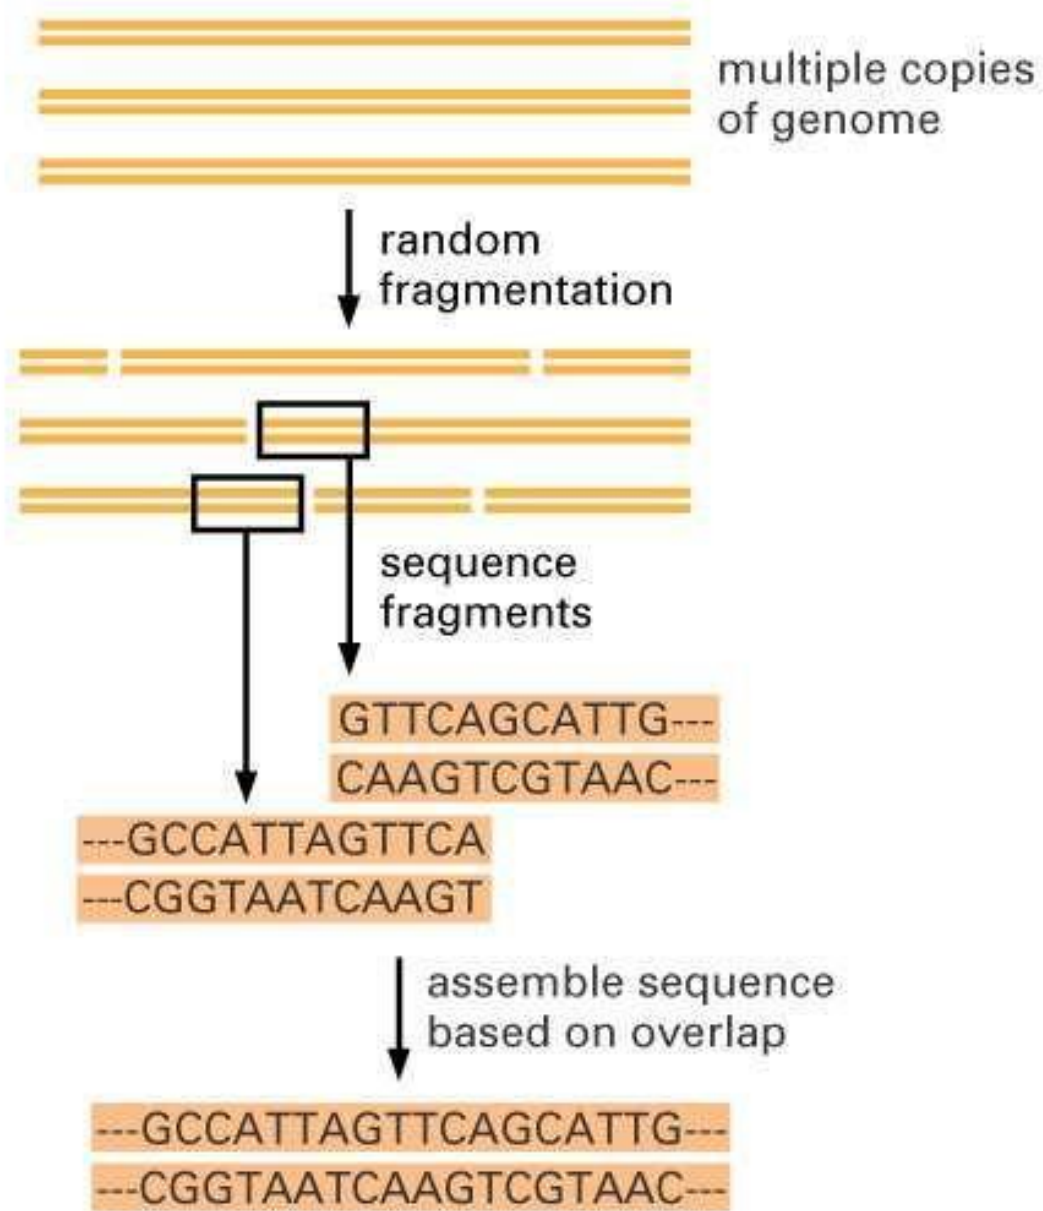 multiple copies
of genome
random
fragmentation
sequence
fragments
GTTCAGCATTG---
CAAGTCGTAAC---
---GCCATTAGTTCA
---CGGTAATCAAGT
assemble sequence
based on overlap
---GCCATTAGTTCAGCATTG---
---CGGTAATCAAGTCGTAAC---